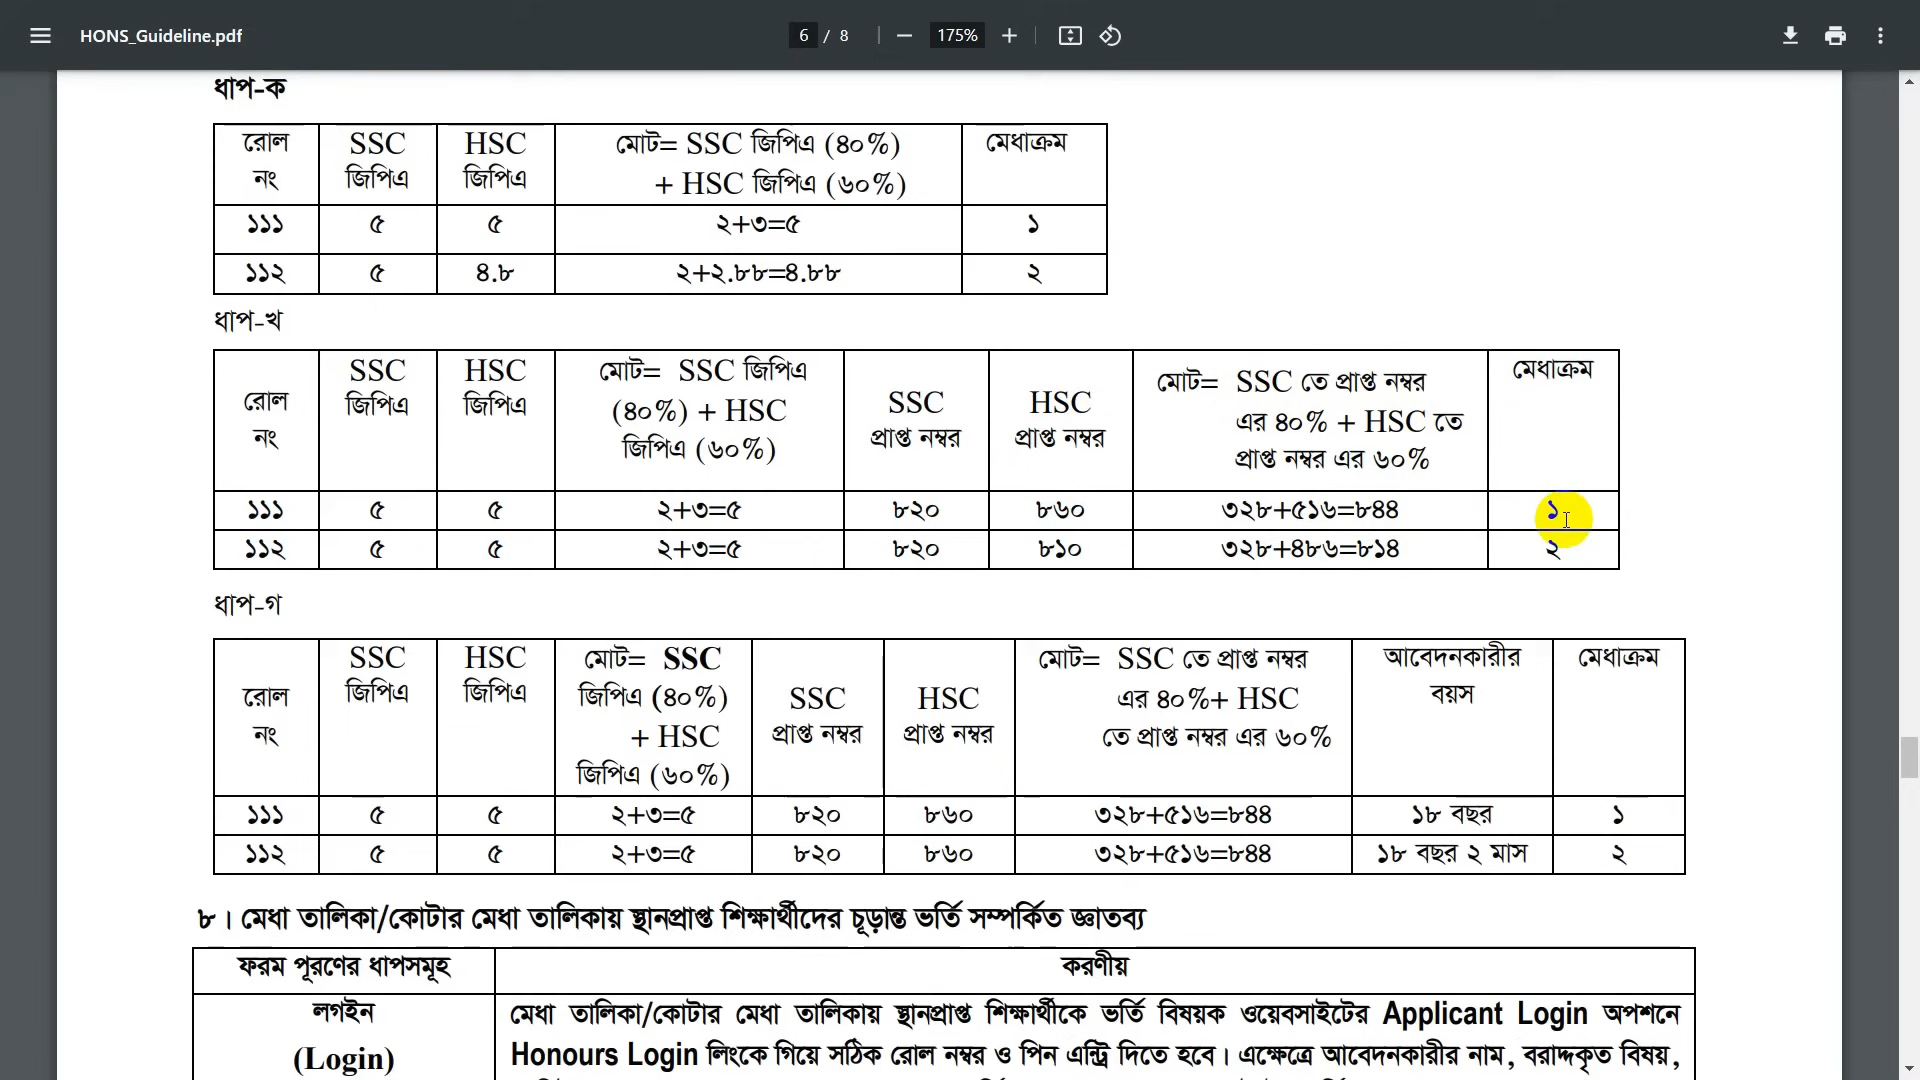 HONS_Guideline.pdf
6 / 8
175%
ধাপ-ক
রোল নং | SSC জিপিএ | HSC জিপিএ | মোট= SSC জিপিএ (৪০%) + HSC জিপিএ (৬০%) | মেধাক্রম
১১১ | ৫ | ৫ | ২+৩=৫ | ১
১১২ | ৫ | ৪.৮ | ২+২.৮৮=৪.৮৮ | ২
ধাপ-খ
রোল নং | SSC জিপিএ | HSC জিপিএ | মোট= SSC জিপিএ (৪০%) + HSC জিপিএ (৬০%) | SSC প্রাপ্ত নম্বর | HSC প্রাপ্ত নম্বর | মোট= SSC তে প্রাপ্ত নম্বর এর ৪০% + HSC তে প্রাপ্ত নম্বর এর ৬০% | মেধাক্রম
১১১ | ৫ | ৫ | ২+৩=৫ | ৮২০ | ৮৬০ | ৩২৮+৫১৬=৮৪৪ | ১
১১২ | ৫ | ৫ | ২+৩=৫ | ৮২০ | ৮১০ | ৩২৮+৪৮৬=৮১৪ | ২
ধাপ-গ
রোল নং | SSC জিপিএ | HSC জিপিএ | মোট= SSC জিপিএ (৪০%) + HSC জিপিএ (৬০%) | SSC প্রাপ্ত নম্বর | HSC প্রাপ্ত নম্বর | মোট= SSC তে প্রাপ্ত নম্বর এর ৪০%+ HSC তে প্রাপ্ত নম্বর এর ৬০% | আবেদনকারীর বয়স | মেধাক্রম
১১১ | ৫ | ৫ | ২+৩=৫ | ৮২০ | ৮৬০ | ৩২৮+৫১৬=৮৪৪ | ১৮ বছর | ১
১১২ | ৫ | ৫ | ২+৩=৫ | ৮২০ | ৮৬০ | ৩২৮+৫১৬=৮৪৪ | ১৮ বছর ২ মাস | ২
৮। মেধা তালিকা/কোটার মেধা তালিকায় স্থানপ্রাপ্ত শিক্ষার্থীদের চূড়ান্ত ভর্তি সম্পর্কিত জ্ঞাতব্য
ফরম পূরণের ধাপসমূহ | করণীয়
লগইন
(Login)
মেধা তালিকা/কোটার মেধা তালিকায় স্থানপ্রাপ্ত শিক্ষার্থীকে ভর্তি বিষয়ক ওয়েবসাইটের Applicant Login অপশনে
Honours Login লিংকে গিয়ে সঠিক রোল নম্বর ও পিন এন্ট্রি দিতে হবে। এক্ষেত্রে আবেদনকারীর নাম, বরাদ্দকৃত বিষয়,